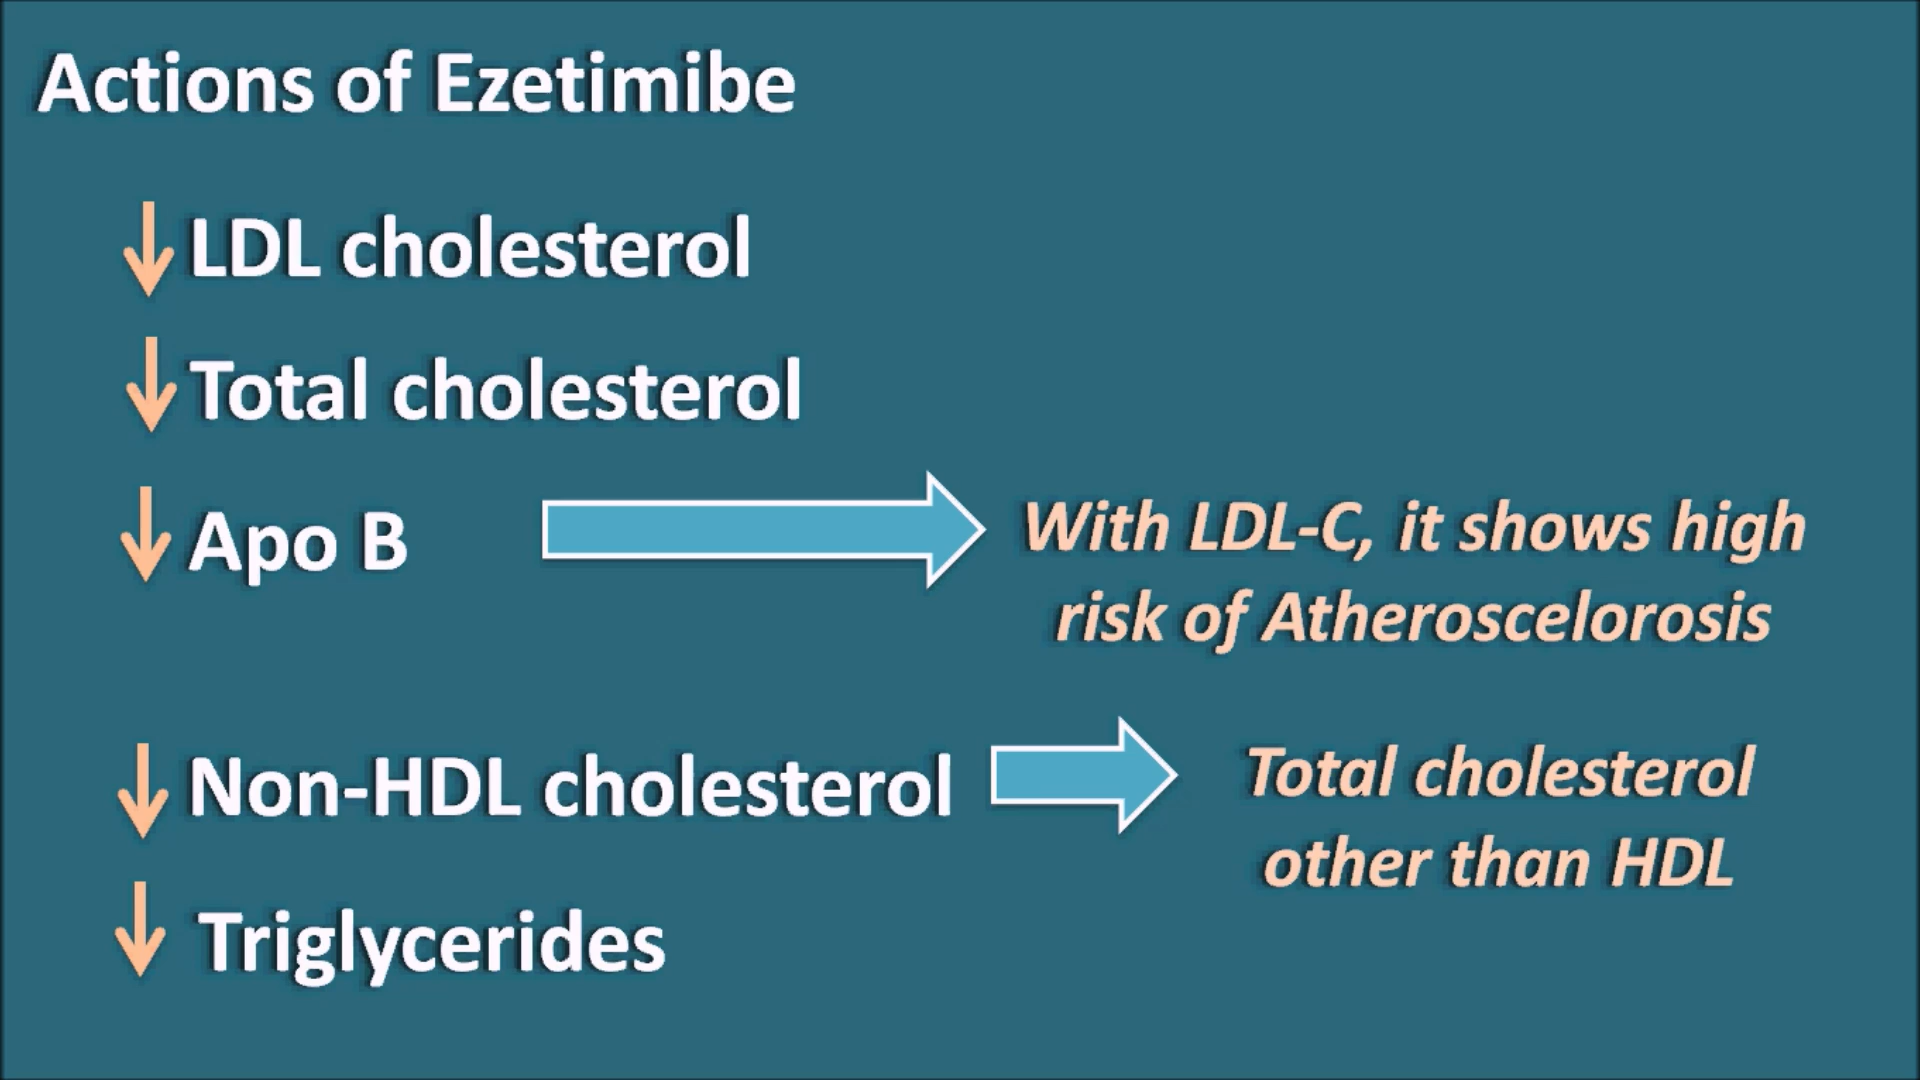 Actions of Ezetimibe
↓ LDL cholesterol
↓ Total cholesterol
↓ Apo B
With LDL-C, it shows high
risk of Atheroscelorosis
↓ Non-HDL cholesterol
Total cholesterol
other than HDL
↓ Triglycerides